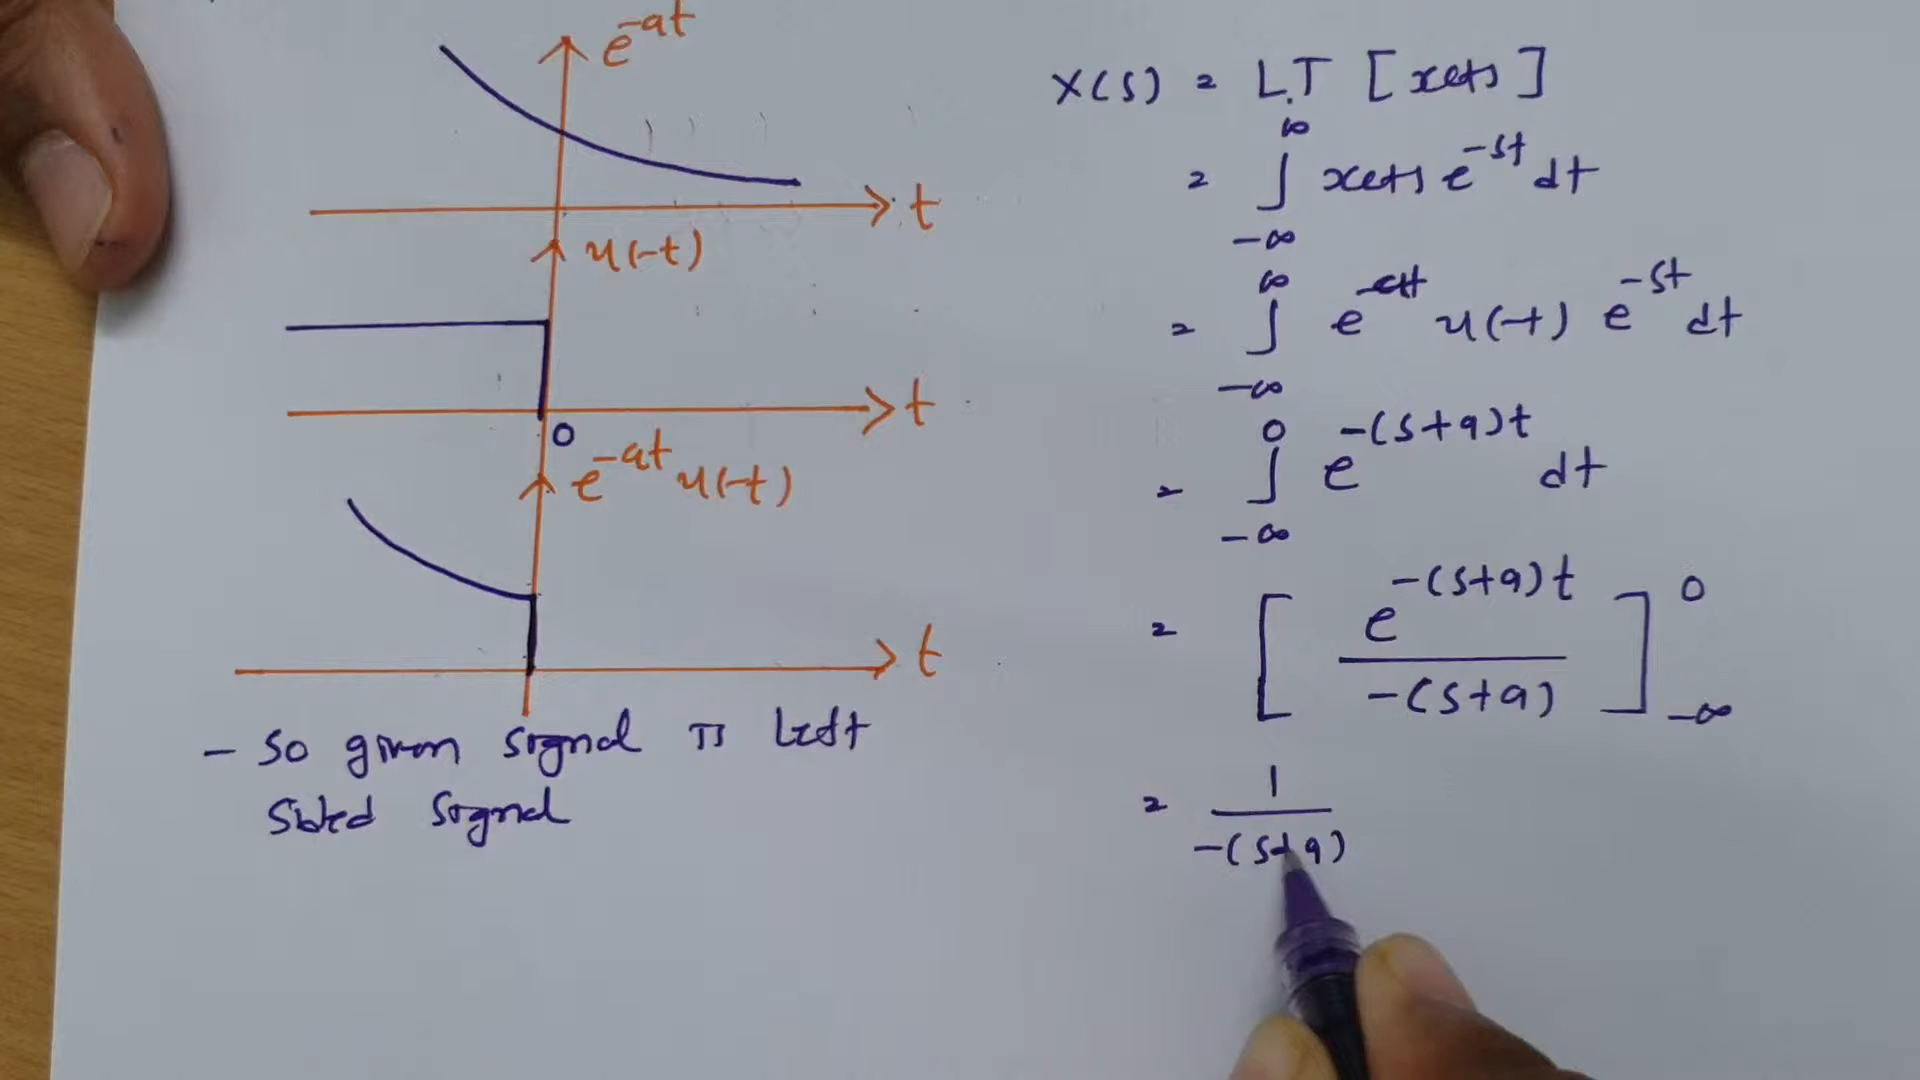 e^{-at}
t
u(-t)
t
0
e^{-at} u(-t)
t
- So given signal is left
sided signal
X(s) = L.T [x(t)]
= ∫_{-∞}^{∞} x(t) e^{-st} dt
= ∫_{-∞}^{∞} e^{-at} u(-t) e^{-st} dt
= ∫_{-∞}^{0} e^{-(s+a)t} dt
= [ e^{-(s+a)t} / -(s+a) ]_{-∞}^{0}
= 1 / -(s+a)